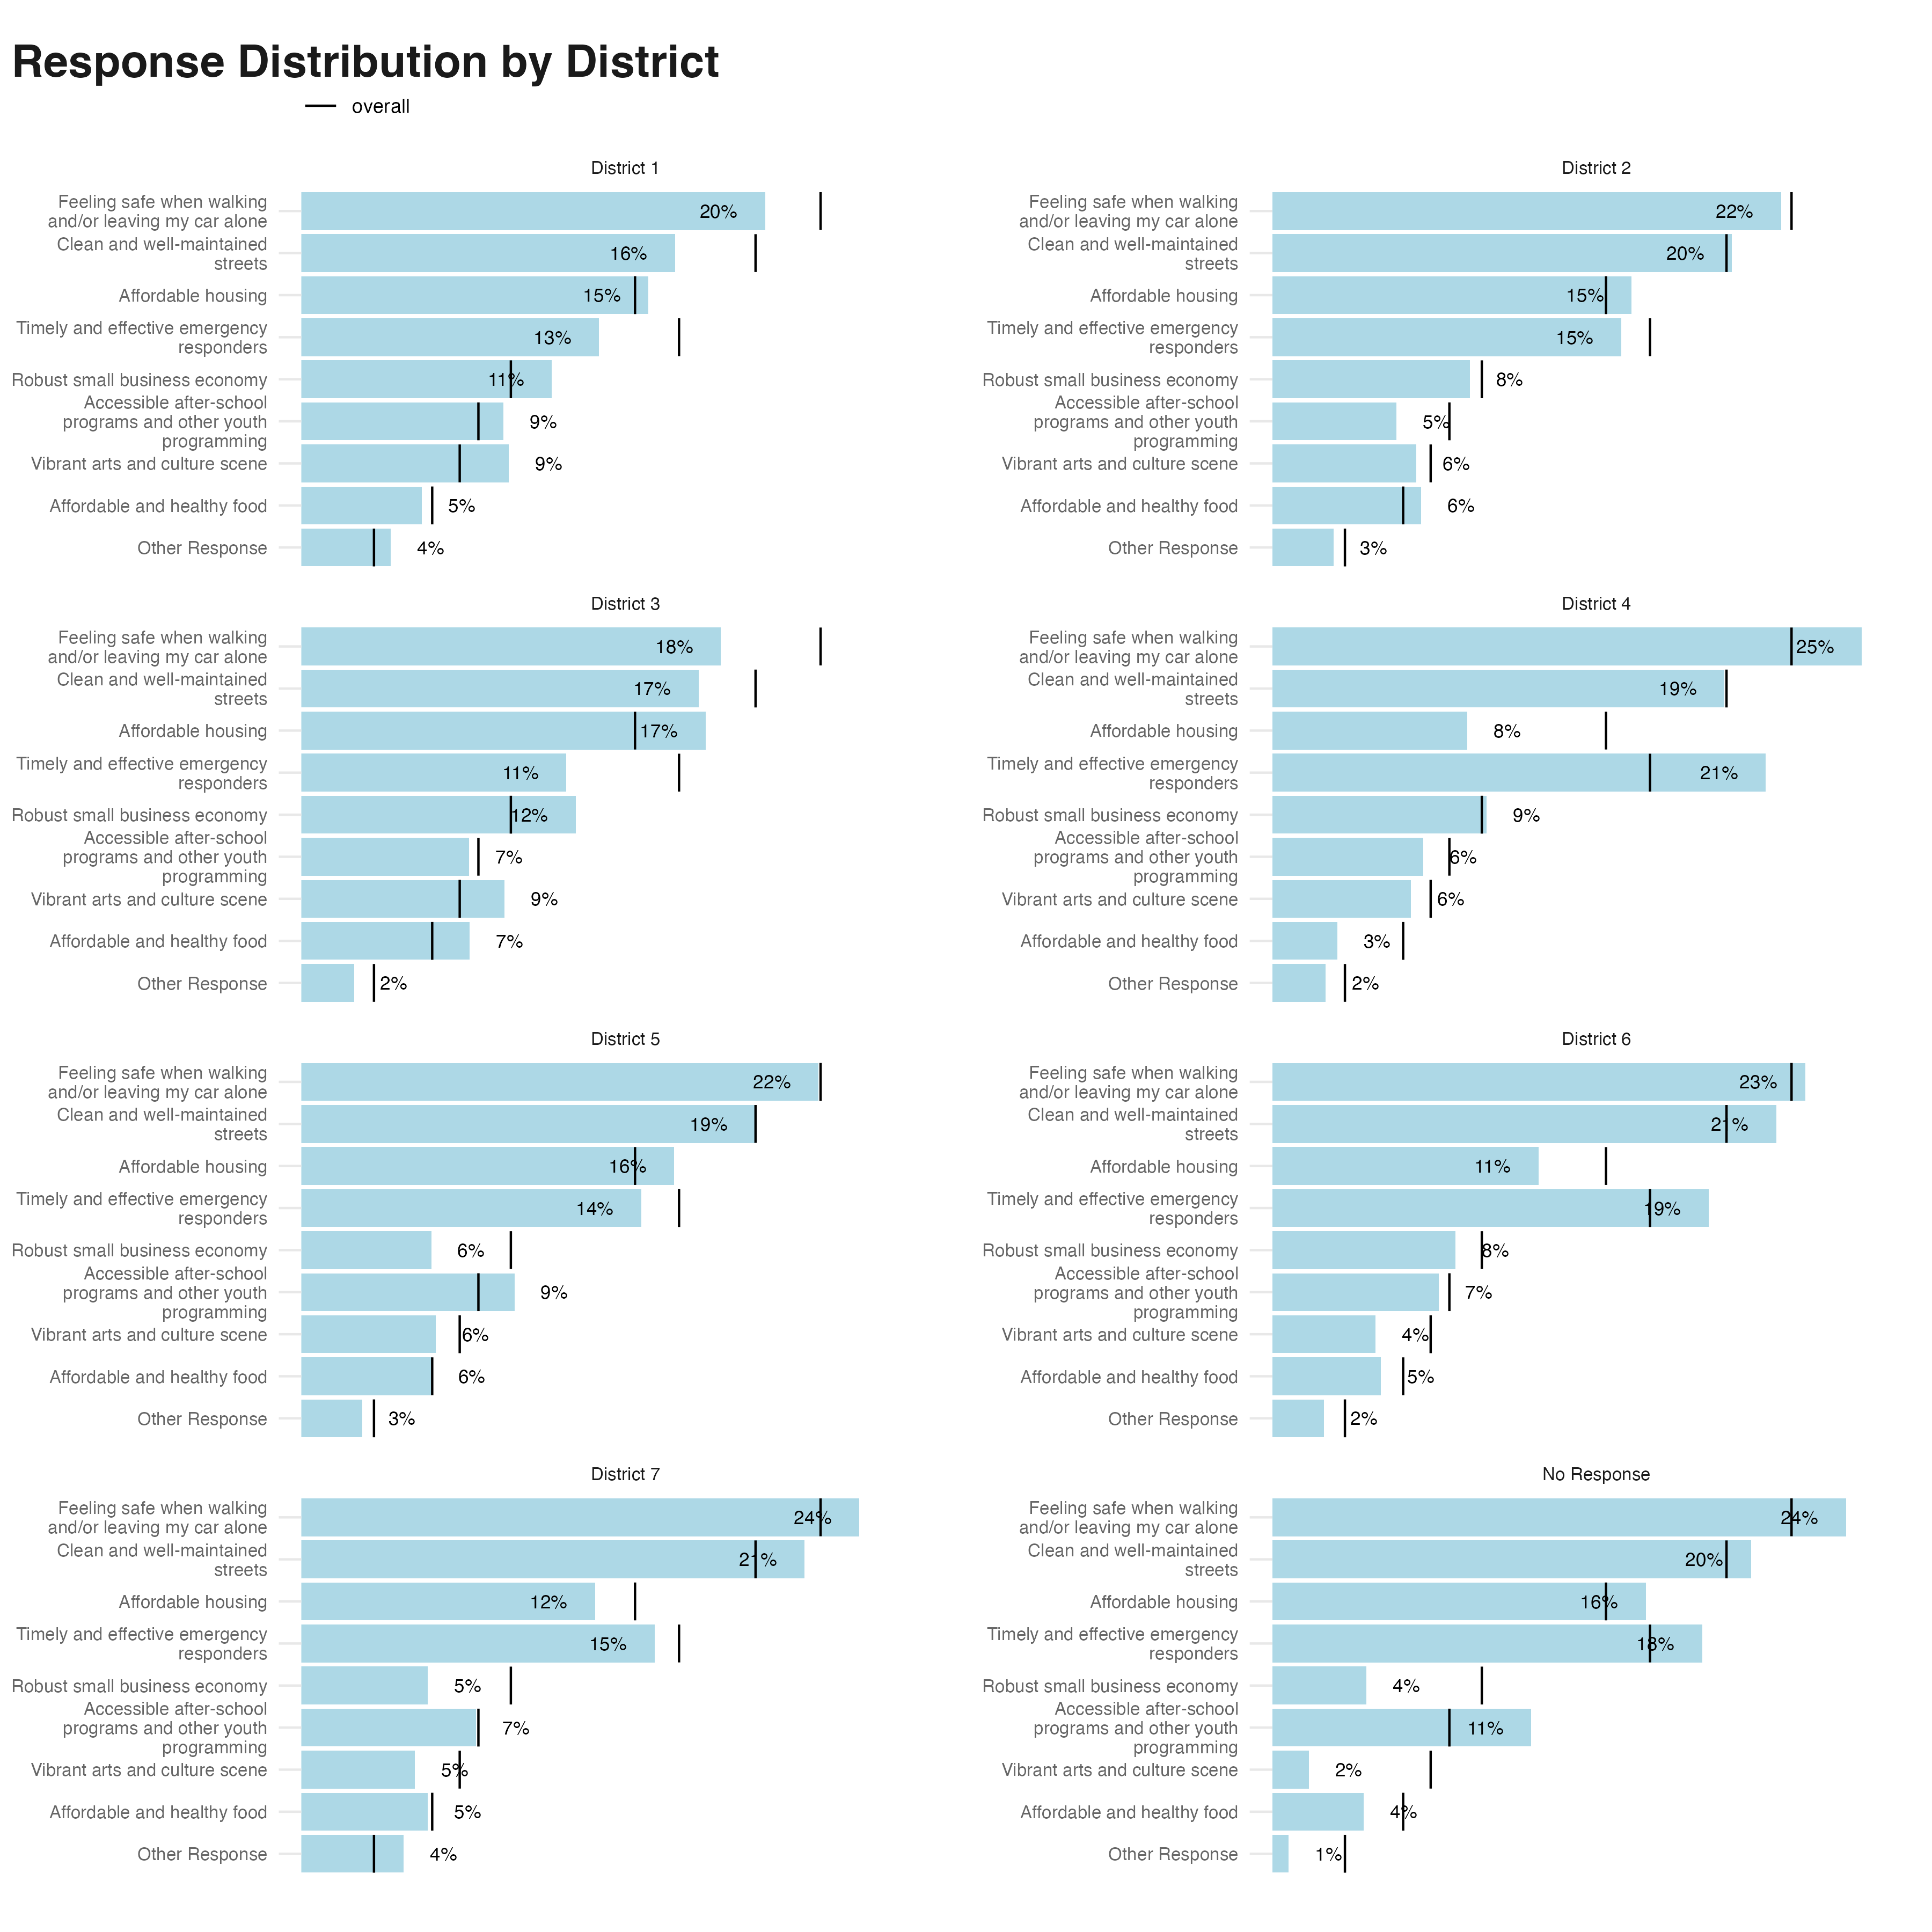 Response Distribution by District
overall
District 1
Feeling safe when walking
and/or leaving my car alone
20%
Clean and well-maintained
streets
16%
Affordable housing
15%
Timely and effective emergency
responders
13%
Robust small business economy
11%
Accessible after-school
programs and other youth
programming
9%
Vibrant arts and culture scene
9%
Affordable and healthy food
5%
Other Response
4%
District 2
Feeling safe when walking
and/or leaving my car alone
22%
Clean and well-maintained
streets
20%
Affordable housing
15%
Timely and effective emergency
responders
15%
Robust small business economy
8%
Accessible after-school
programs and other youth
programming
5%
Vibrant arts and culture scene
6%
Affordable and healthy food
6%
Other Response
3%
District 3
Feeling safe when walking
and/or leaving my car alone
18%
Clean and well-maintained
streets
17%
Affordable housing
17%
Timely and effective emergency
responders
11%
Robust small business economy
12%
Accessible after-school
programs and other youth
programming
7%
Vibrant arts and culture scene
9%
Affordable and healthy food
7%
Other Response
2%
District 4
Feeling safe when walking
and/or leaving my car alone
25%
Clean and well-maintained
streets
19%
Affordable housing
8%
Timely and effective emergency
responders
21%
Robust small business economy
9%
Accessible after-school
programs and other youth
programming
6%
Vibrant arts and culture scene
6%
Affordable and healthy food
3%
Other Response
2%
District 5
Feeling safe when walking
and/or leaving my car alone
22%
Clean and well-maintained
streets
19%
Affordable housing
16%
Timely and effective emergency
responders
14%
Robust small business economy
6%
Accessible after-school
programs and other youth
programming
9%
Vibrant arts and culture scene
6%
Affordable and healthy food
6%
Other Response
3%
District 6
Feeling safe when walking
and/or leaving my car alone
23%
Clean and well-maintained
streets
21%
Affordable housing
11%
Timely and effective emergency
responders
19%
Robust small business economy
8%
Accessible after-school
programs and other youth
programming
7%
Vibrant arts and culture scene
4%
Affordable and healthy food
5%
Other Response
2%
District 7
Feeling safe when walking
and/or leaving my car alone
24%
Clean and well-maintained
streets
21%
Affordable housing
12%
Timely and effective emergency
responders
15%
Robust small business economy
5%
Accessible after-school
programs and other youth
programming
7%
Vibrant arts and culture scene
5%
Affordable and healthy food
5%
Other Response
4%
No Response
Feeling safe when walking
and/or leaving my car alone
24%
Clean and well-maintained
streets
20%
Affordable housing
16%
Timely and effective emergency
responders
18%
Robust small business economy
4%
Accessible after-school
programs and other youth
programming
11%
Vibrant arts and culture scene
2%
Affordable and healthy food
4%
Other Response
1%